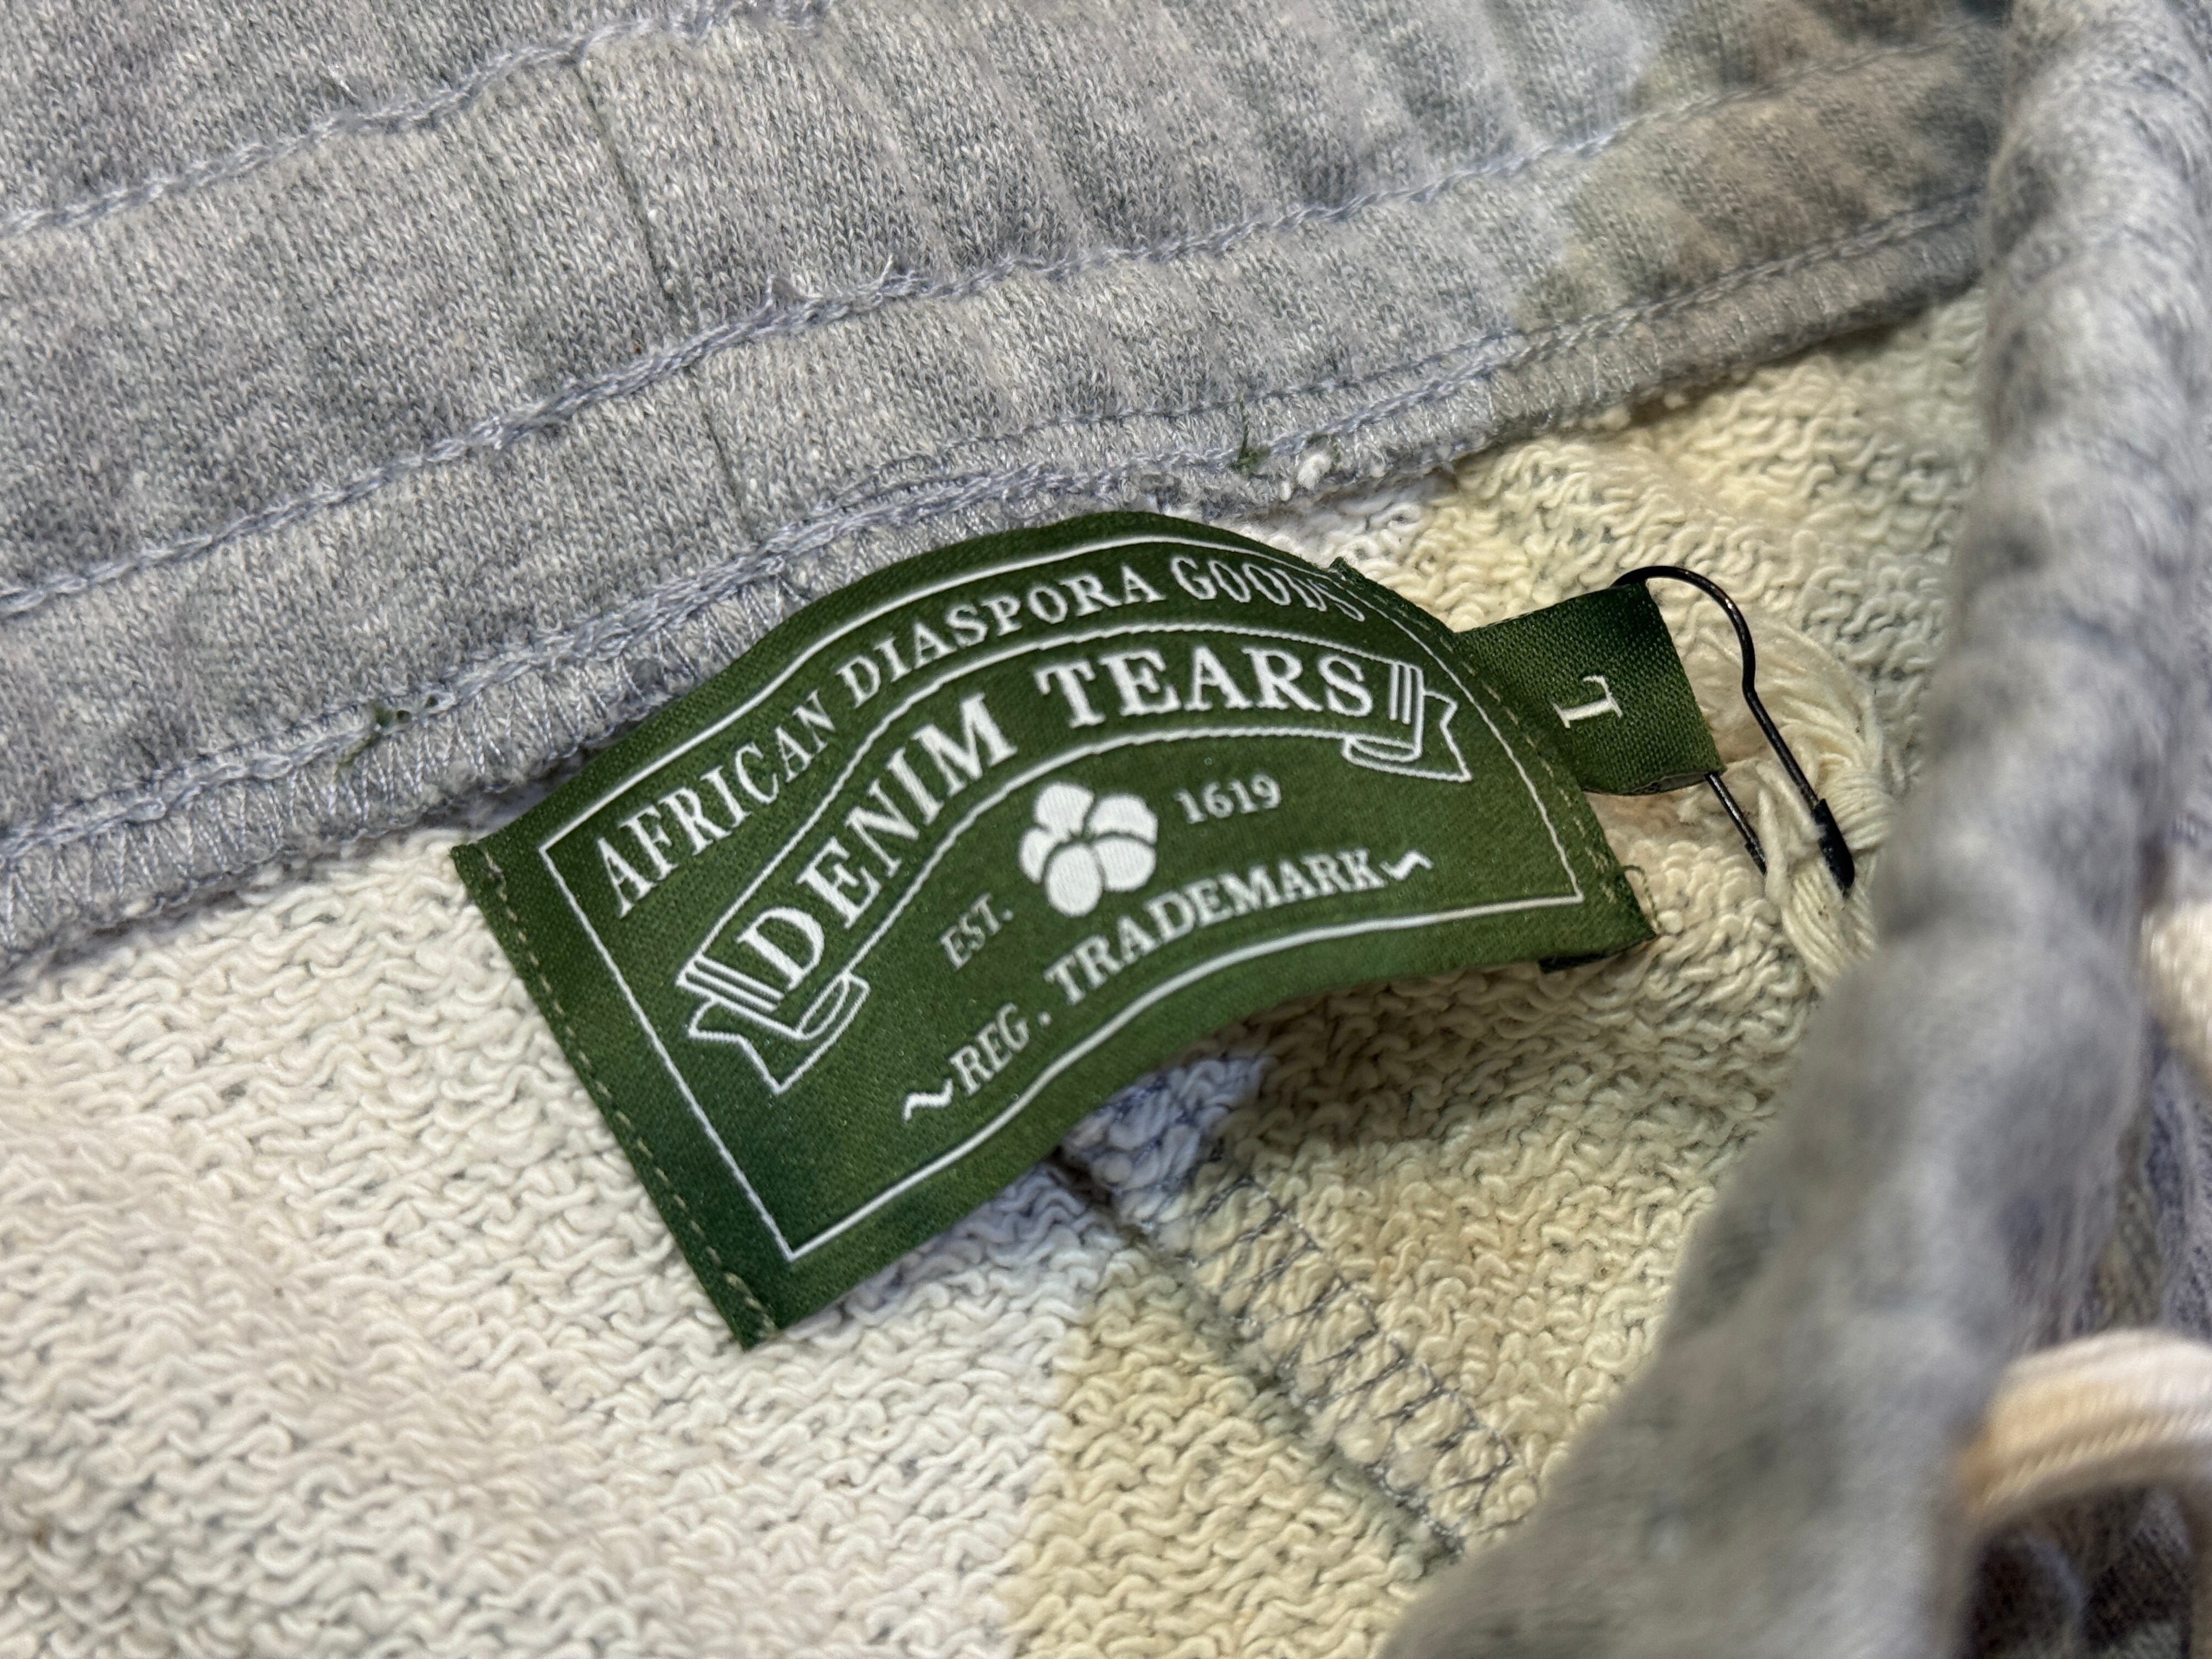 AFRICAN DIASPORA GOODS
DENIM TEARS
EST. 1619
~REG. TRADEMARK~
L